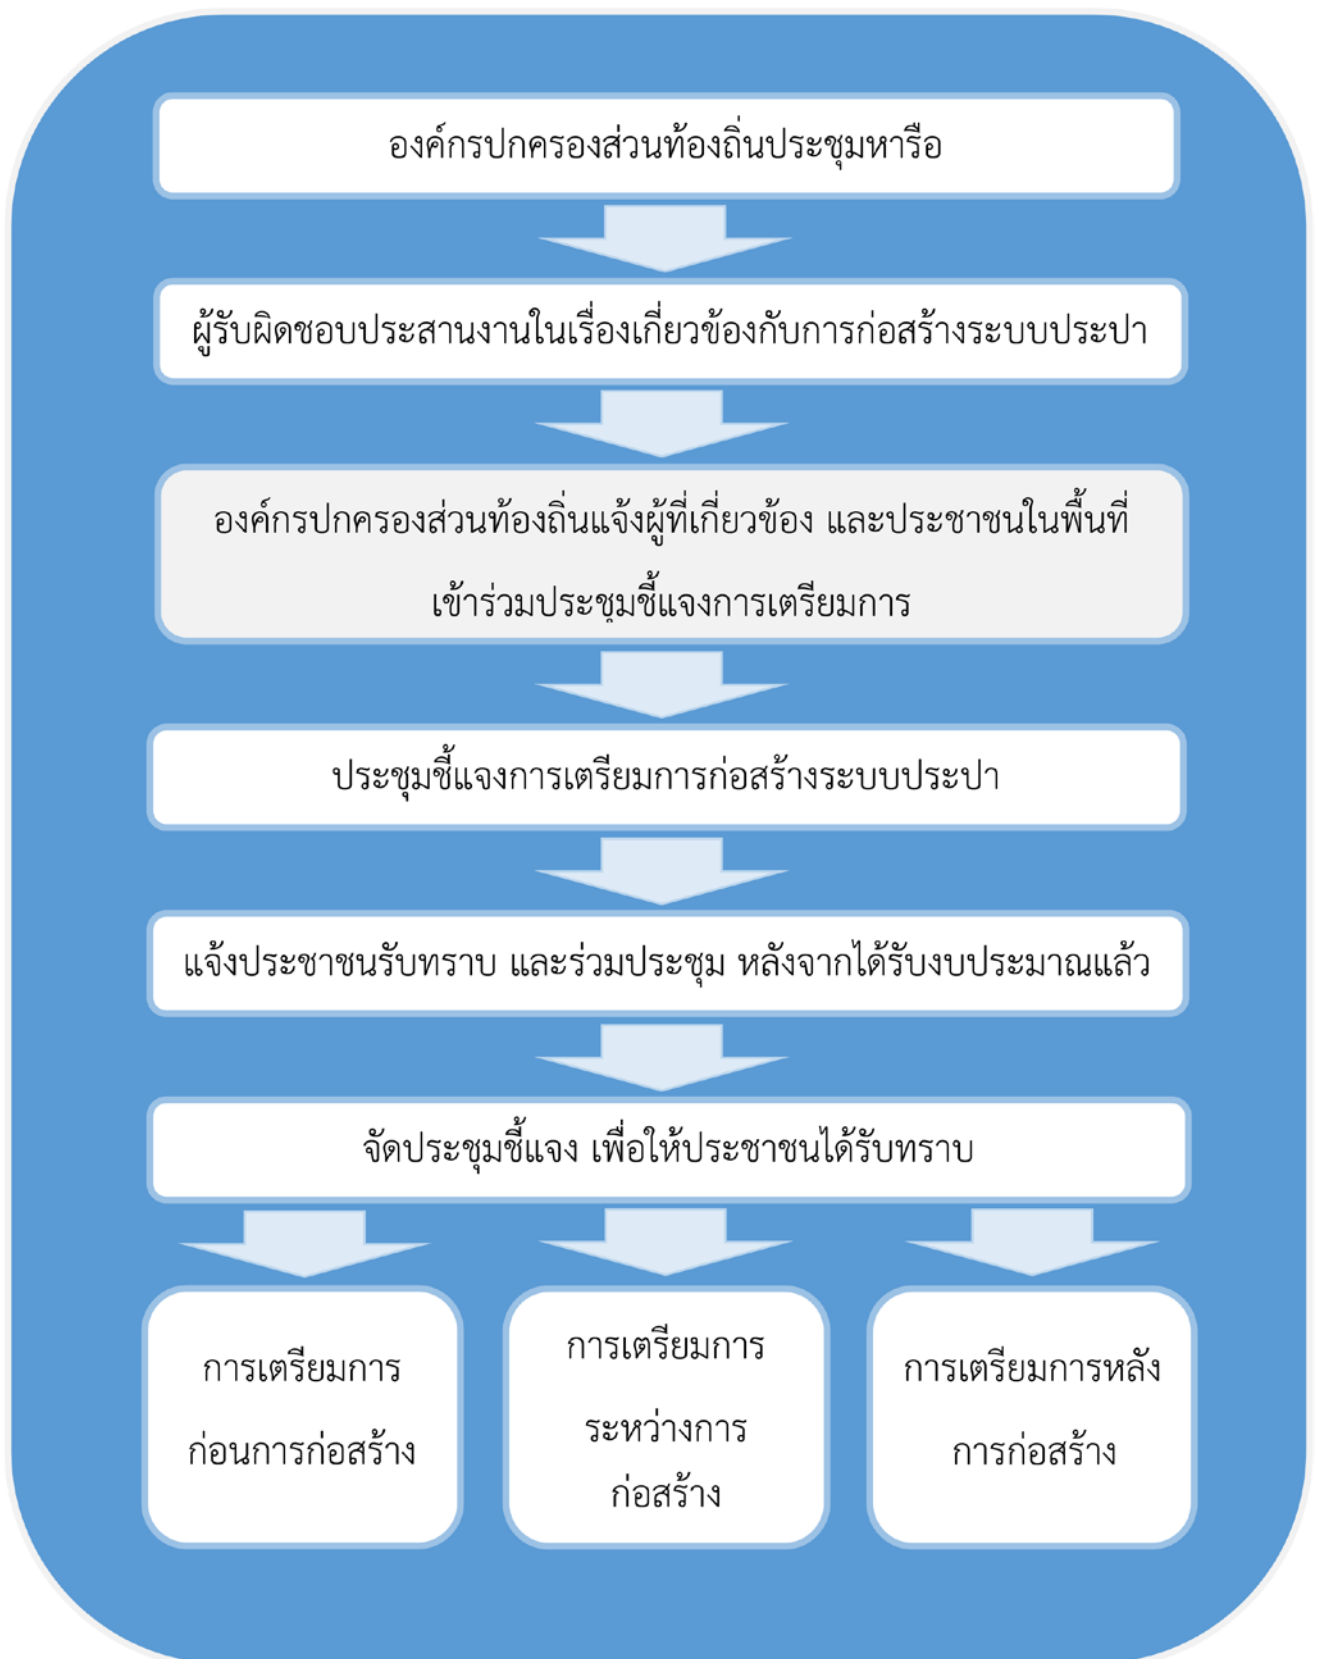 องค์กรปกครองส่วนท้องถิ่นประชุมหารือ
ผู้รับผิดชอบประสานงานในเรื่องเกี่ยวข้องกับการก่อสร้างระบบประปา
องค์กรปกครองส่วนท้องถิ่นแจ้งผู้ที่เกี่ยวข้อง และประชาชนในพื้นที่
เข้าร่วมประชุมชี้แจงการเตรียมการ
ประชุมชี้แจงการเตรียมการก่อสร้างระบบประปา
แจ้งประชาชนรับทราบ และร่วมประชุม หลังจากได้รับงบประมาณแล้ว
จัดประชุมชี้แจง เพื่อให้ประชาชนได้รับทราบ
การเตรียมการ
ก่อนการก่อสร้าง
การเตรียมการ
ระหว่างการ
ก่อสร้าง
การเตรียมการหลัง
การก่อสร้าง